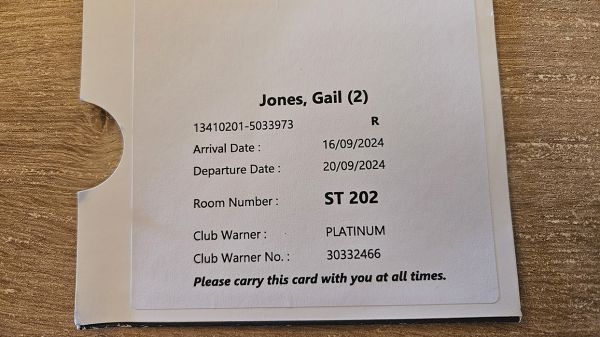 Jones, Gail (2)
13410201-5033973 R
Arrival Date : 16/09/2024
Departure Date : 20/09/2024
Room Number : ST 202
Club Warner : PLATINUM
Club Warner No. : 30332466
Please carry this card with you at all times.